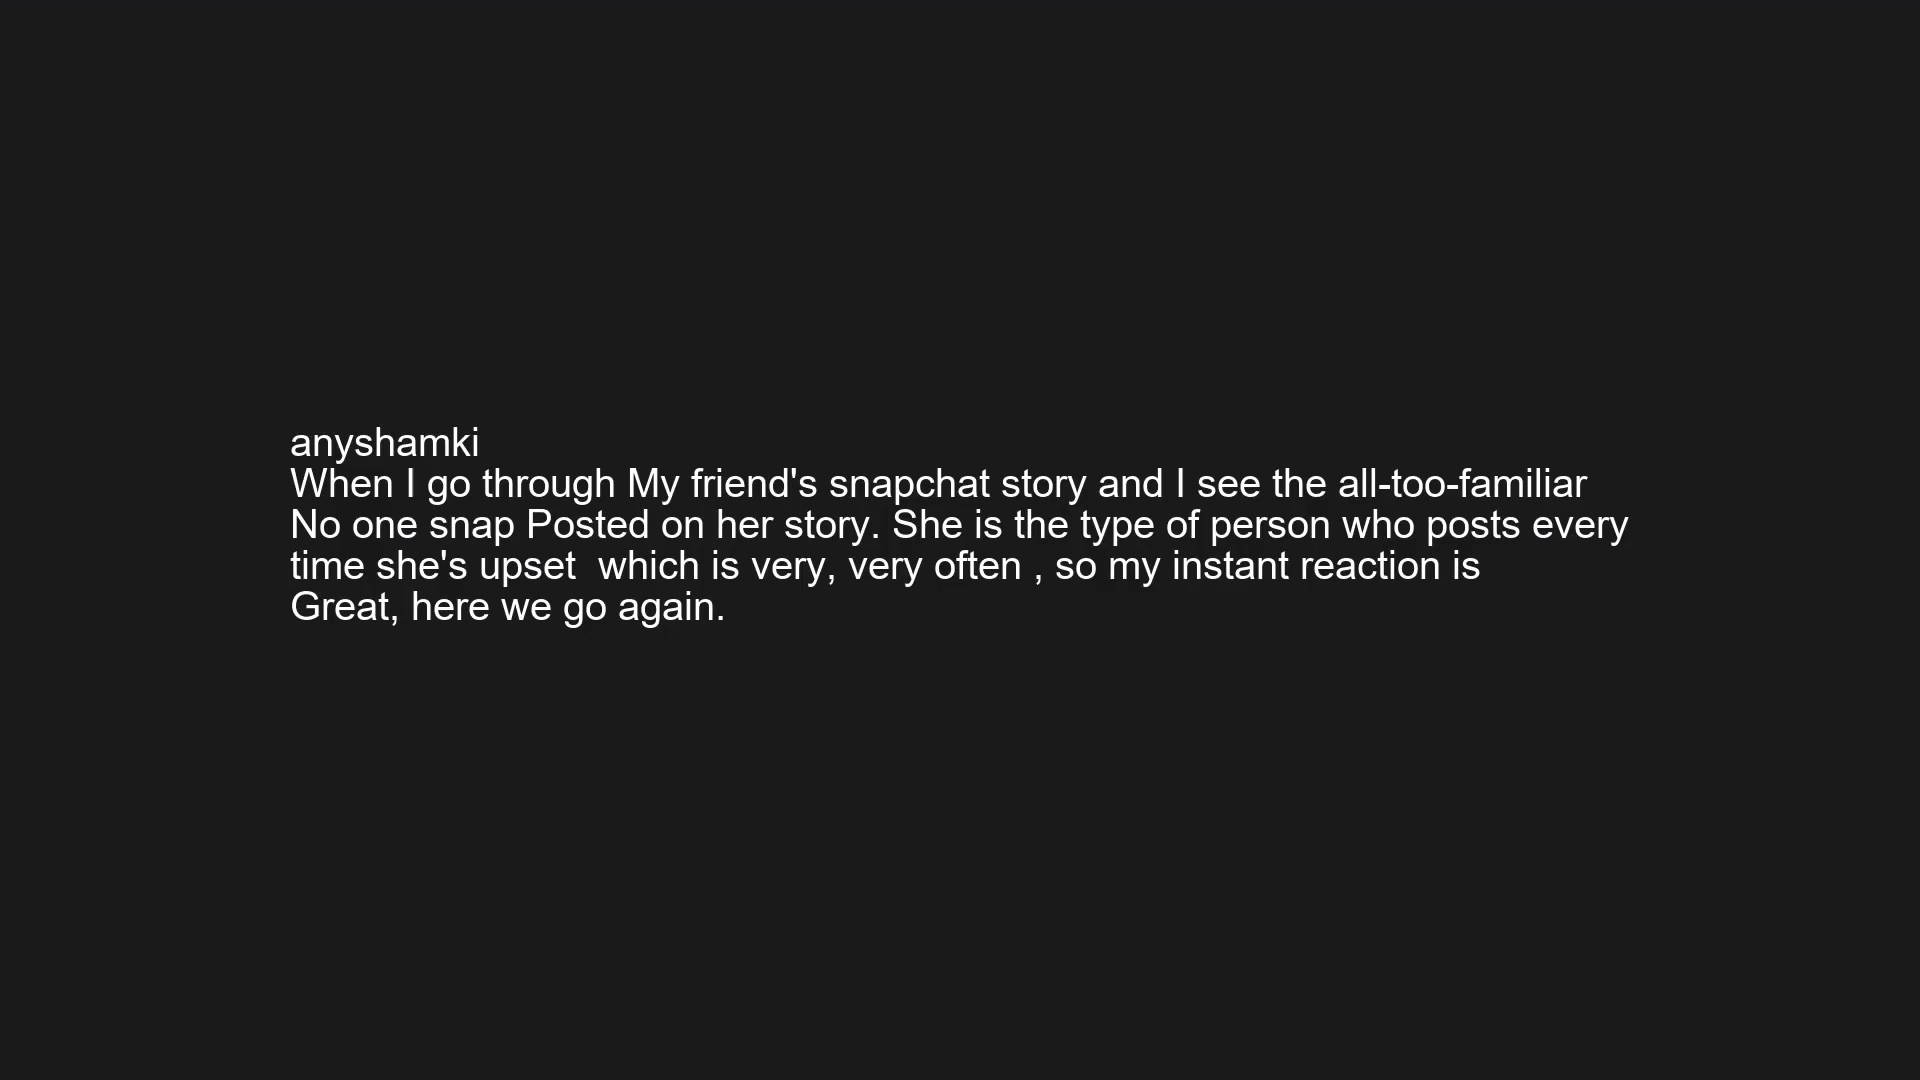 anyshamki
When I go through My friend's snapchat story and I see the all-too-familiar
No one snap Posted on her story. She is the type of person who posts every
time she's upset  which is very, very often , so my instant reaction is
Great, here we go again.